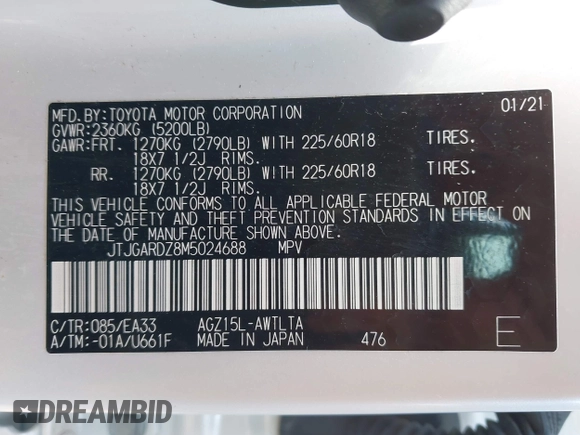 MFD.BY:TOYOTA MOTOR CORPORATION 01/21
GVWR:2360KG (5200LB)
GAWR:FRT. 1270KG (2790LB) WITH 225/60R18 TIRES.
18X7 1/2J RIMS.
RR. 1270KG (2790LB) WITH 225/60R18 TIRES.
18X7 1/2J RIMS.
THIS VEHICLE CONFORMS TO ALL APPLICABLE FEDERAL MOTOR
VEHICLE SAFETY AND THEFT PREVENTION STANDARDS IN EFFECT ON
THE DATE OF MANUFACTURE SHOWN ABOVE.
JTJGARDZ8M5024688 MPV
C/TR:085/EA33 AGZ15L-AWTLTA
A/TM:-01A/U661F MADE IN JAPAN 476 E
DREAMBID
dreambid.com